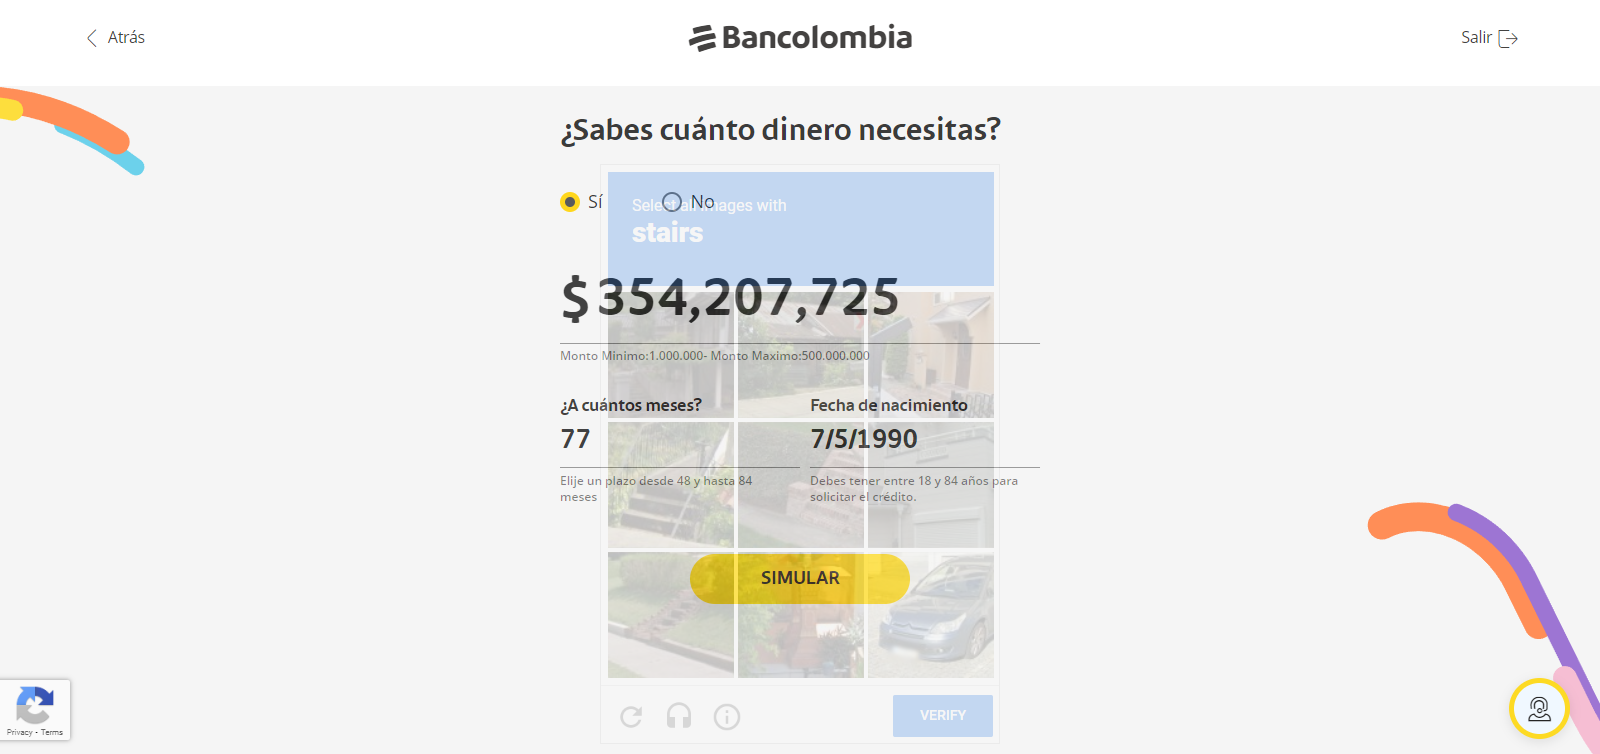 Atrás
Bancolombia
Salir
¿Sabes cuánto dinero necesitas?
Sí
No
Select all images with
stairs
$ 354,207,725
Monto Minimo:1.000.000- Monto Maximo:500.000.000
¿A cuántos meses?
Fecha de nacimiento
77
7/5/1990
Elije un plazo desde 48 y hasta 84
meses
Debes tener entre 18 y 84 años para
solicitar el crédito.
SIMULAR
VERIFY
Privacy - Terms